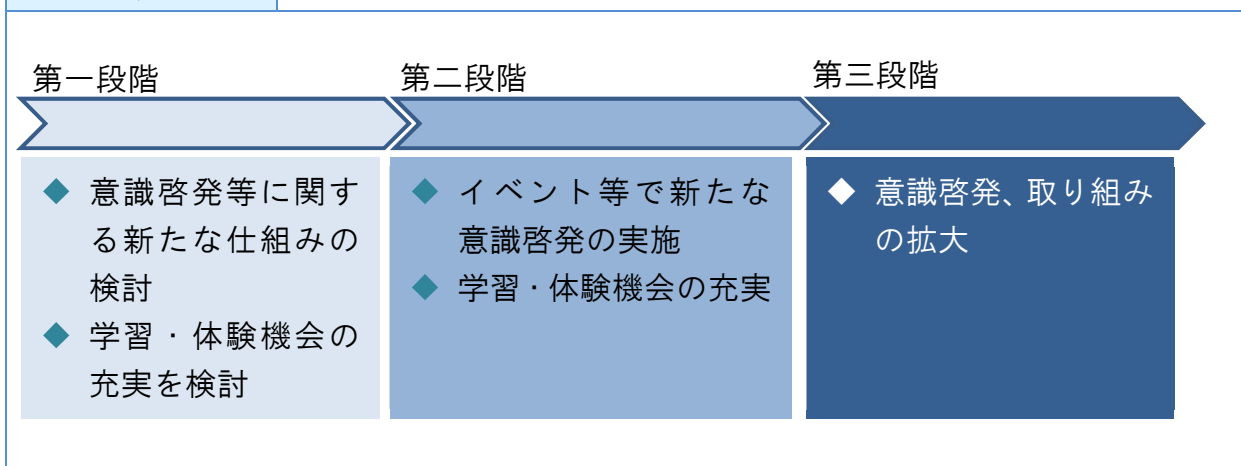 第一段階
◆ 意識啓発等に関す
る新たな仕組みの
検討
◆ 学習・体験機会の
充実を検討
第二段階
◆ イベント等で新たな
意識啓発の実施
◆ 学習・体験機会の充実
第三段階
◆ 意識啓発、取り組み
の拡大